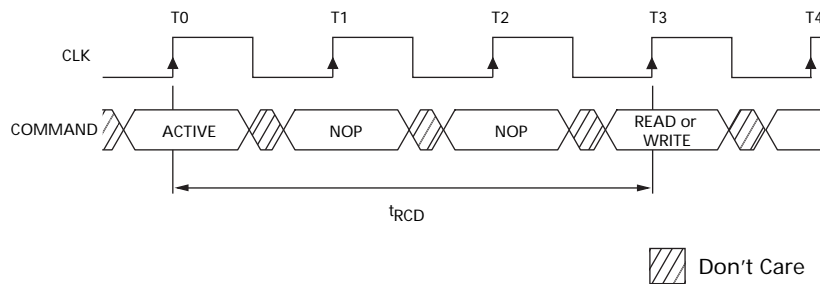 T0 T1 T2 T3 T4
CLK
COMMAND ACTIVE NOP NOP READ or
WRITE
tRCD
Don't Care